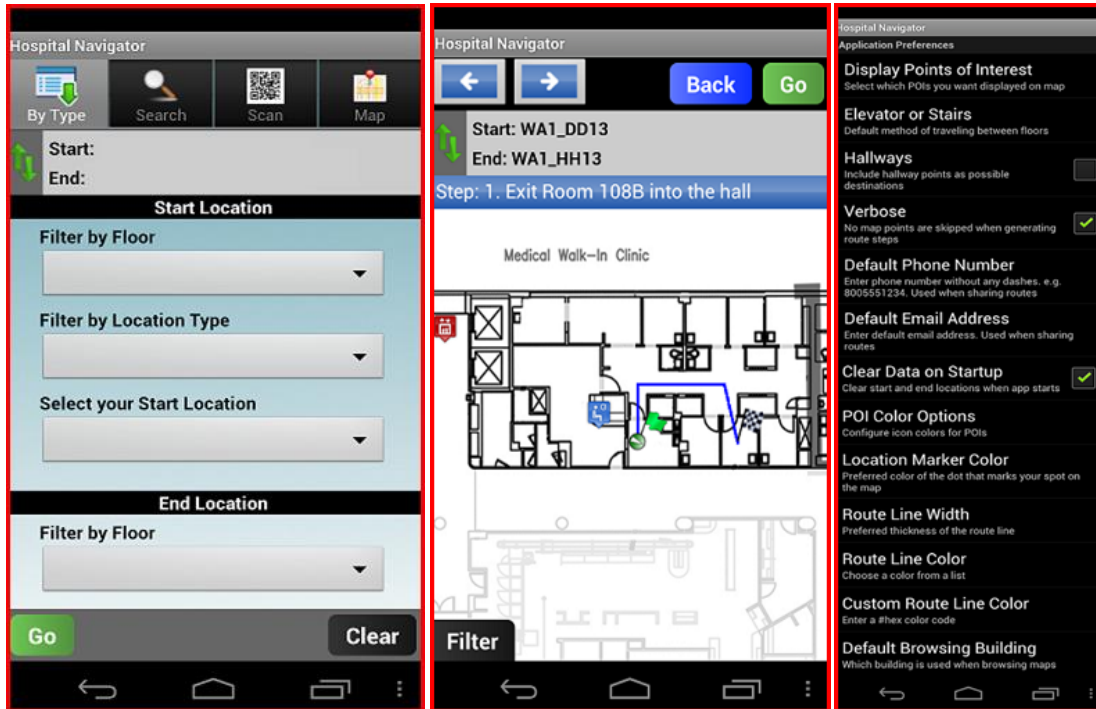 Hospital Navigator
By Type
Search
Scan
Map
Start:
End:
Start Location
Filter by Floor
Filter by Location Type
Select your Start Location
End Location
Filter by Floor
Go
Clear
Hospital Navigator
Back
Go
Start: WA1_DD13
End: WA1_HH13
Step: 1. Exit Room 108B into the hall
Medical Walk-In Clinic
Filter
Hospital Navigator
Application Preferences
Display Points of Interest
Select which POIs you want displayed on map
Elevator or Stairs
Default method of traveling between floors
Hallways
Include hallway points as possible
destinations
Verbose
No map points are skipped when generating
route steps
Default Phone Number
Enter phone number without any dashes. e.g.
8005551234. Used when sharing routes
Default Email Address
Enter default email address. Used when sharing
routes
Clear Data on Startup
Clear start and end locations when app starts
POI Color Options
Configure icon colors for POIs
Location Marker Color
Preferred color of the dot that marks your spot on
the map
Route Line Width
Preferred thickness of the route line
Route Line Color
Choose a color from a list
Custom Route Line Color
Enter a #hex color code
Default Browsing Building
Which building is used when browsing maps